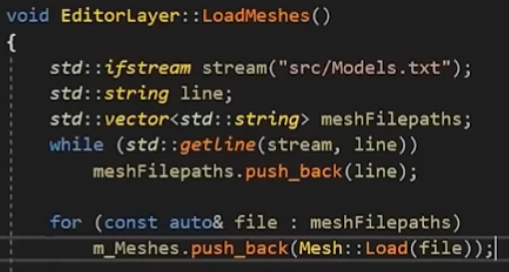 void EditorLayer::LoadMeshes()
{
    std::ifstream stream("src/Models.txt");
    std::string line;
    std::vector<std::string> meshFilepaths;
    while (std::getline(stream, line))
        meshFilepaths.push_back(line);

    for (const auto& file : meshFilepaths)
        m_Meshes.push_back(Mesh::Load(file));